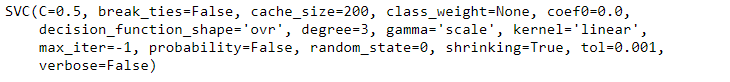 SVC(C=0.5, break_ties=False, cache_size=200, class_weight=None, coef0=0.0,
    decision_function_shape='ovr', degree=3, gamma='scale', kernel='linear',
    max_iter=-1, probability=False, random_state=0, shrinking=True, tol=0.001,
    verbose=False)